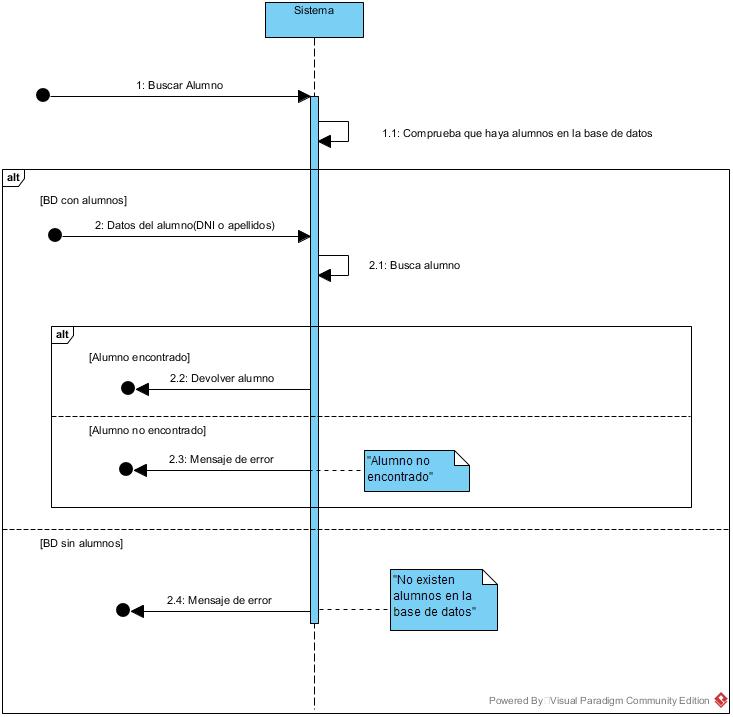 Sistema
1: Buscar Alumno
1.1: Comprueba que haya alumnos en la base de datos
alt
[BD con alumnos]
2: Datos del alumno(DNI o apellidos)
2.1: Busca alumno
alt
[Alumno encontrado]
2.2: Devolver alumno
[Alumno no encontrado]
2.3: Mensaje de error
"Alumno no
encontrado"
[BD sin alumnos]
2.4: Mensaje de error
"No existen
alumnos en la
base de datos"
Powered By Visual Paradigm Community Edition